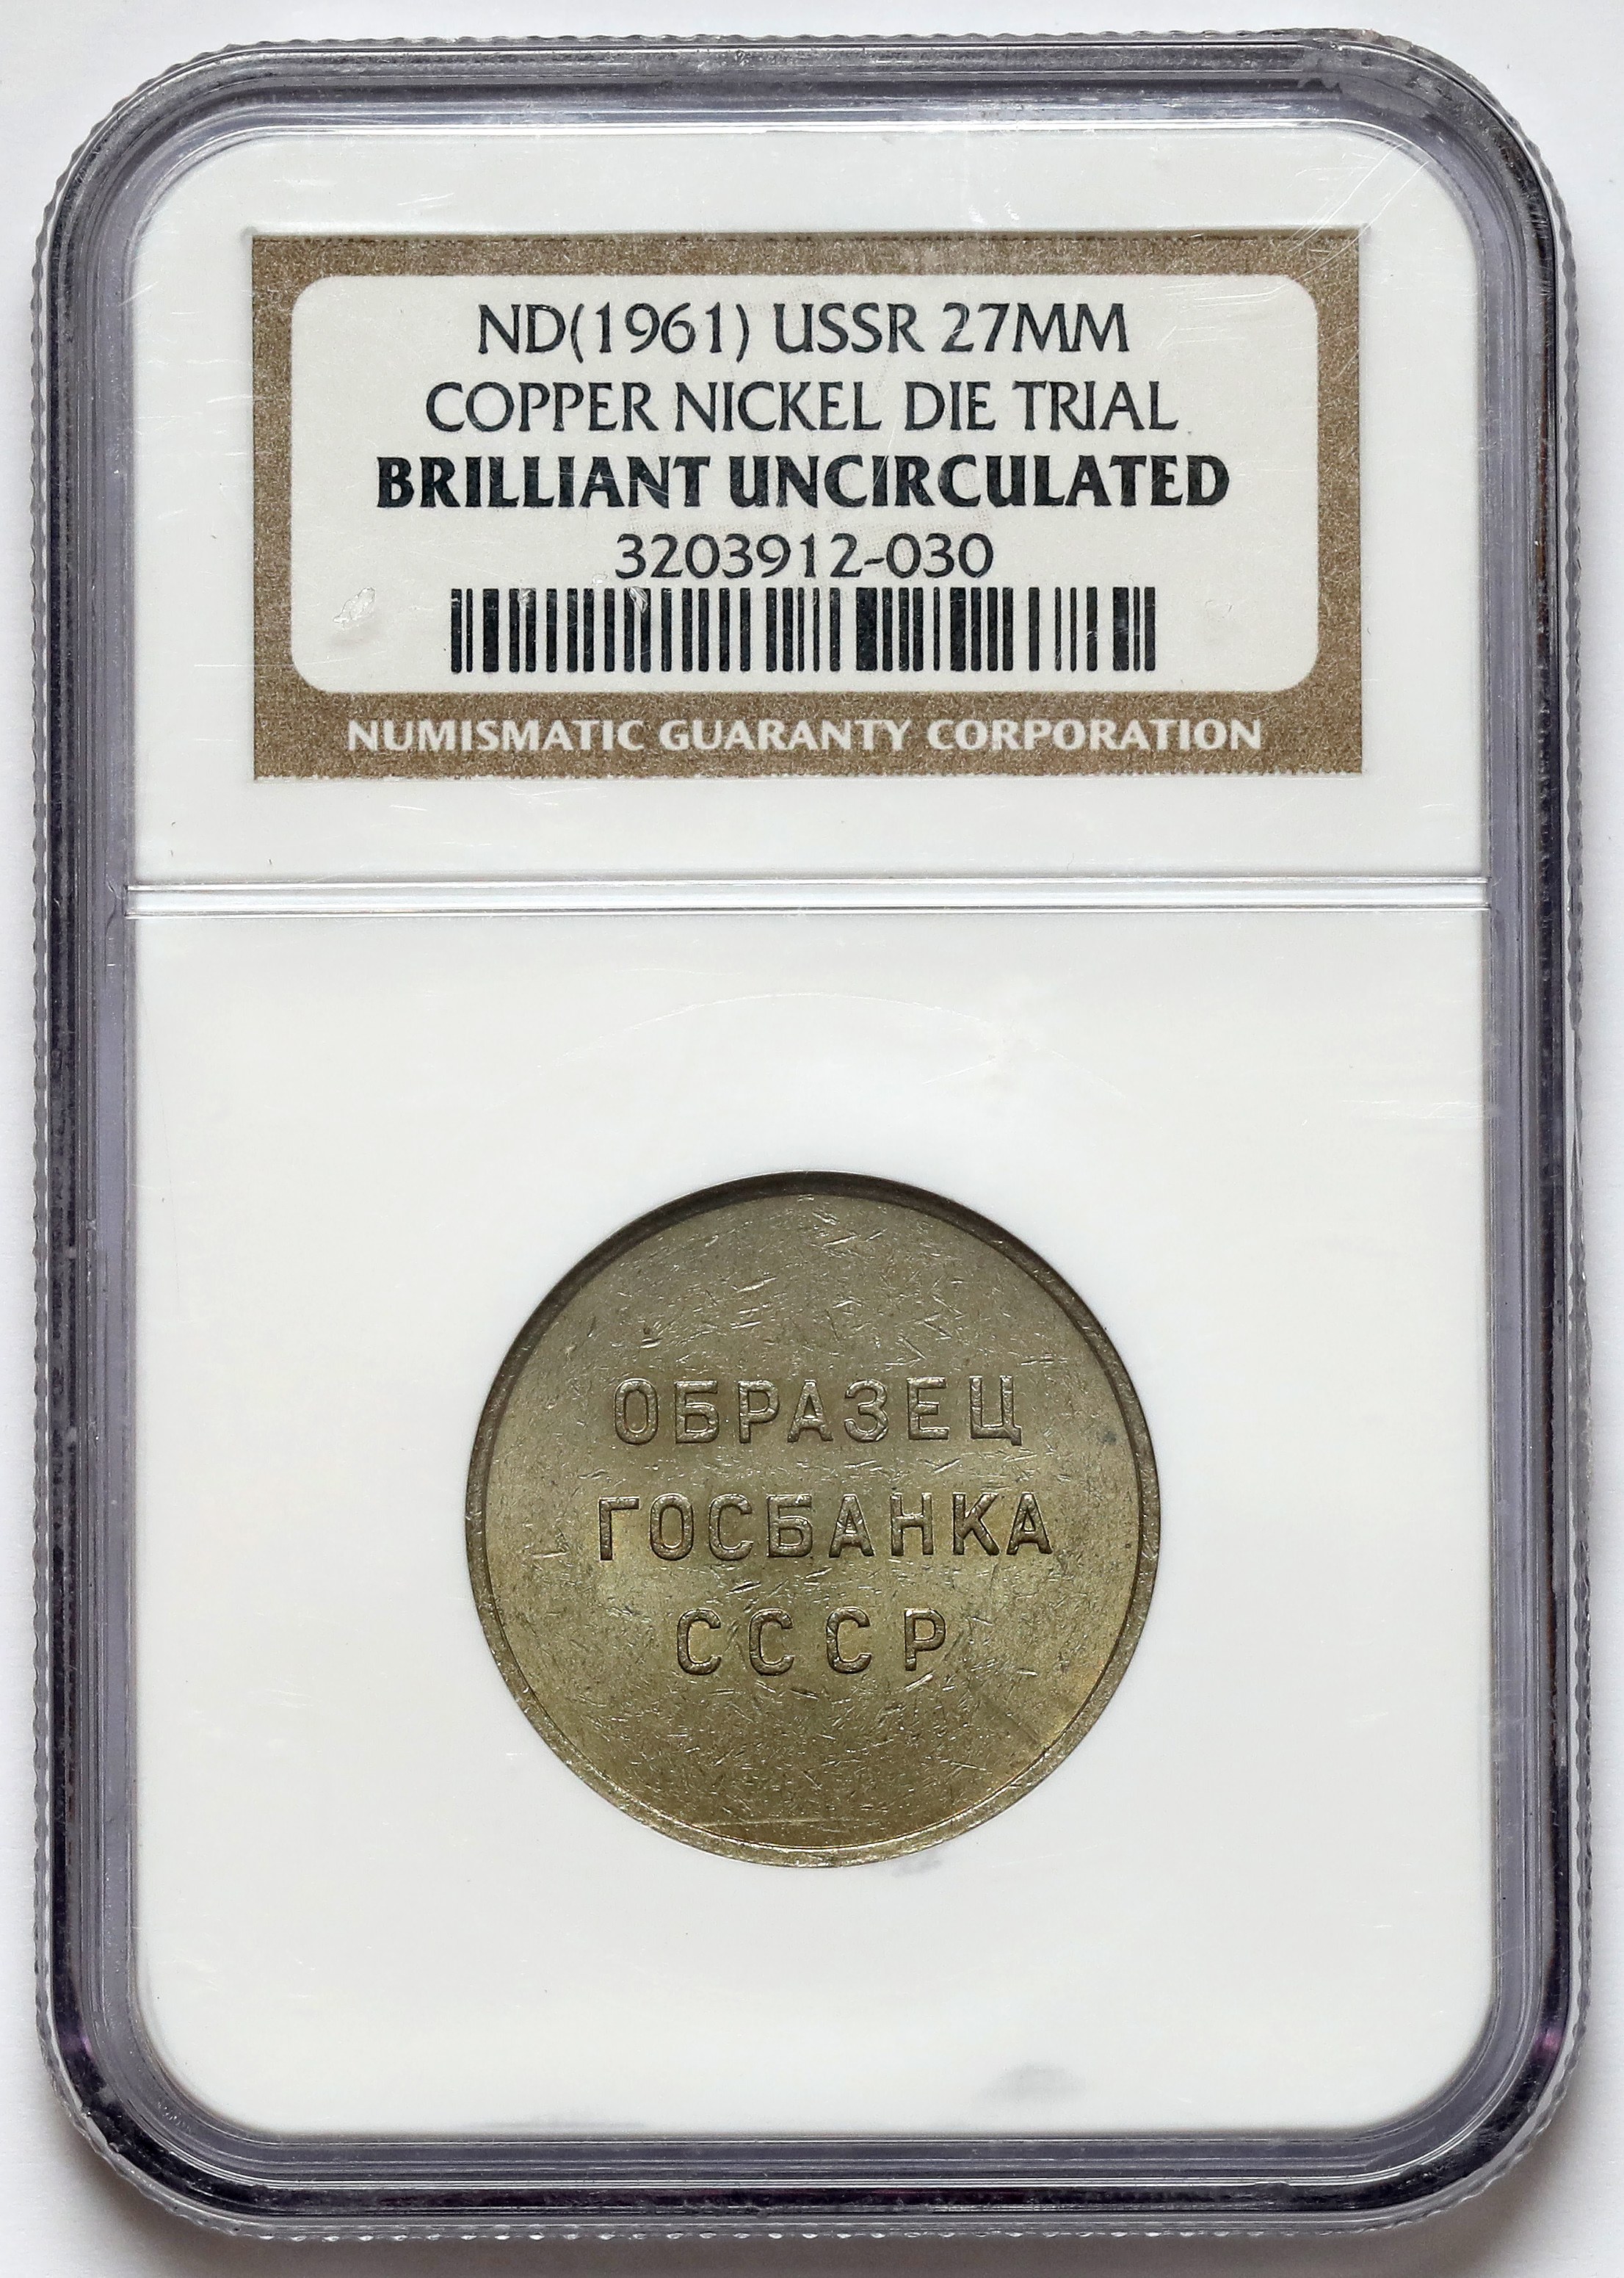 ND(1961) USSR 27MM
COPPER NICKEL DIE TRIAL
BRILLIANT UNCIRCULATED
3203912-030
NUMISMATIC GUARANTY CORPORATION
ОБРАЗЕЦ
ГОСБАНКА
СССР